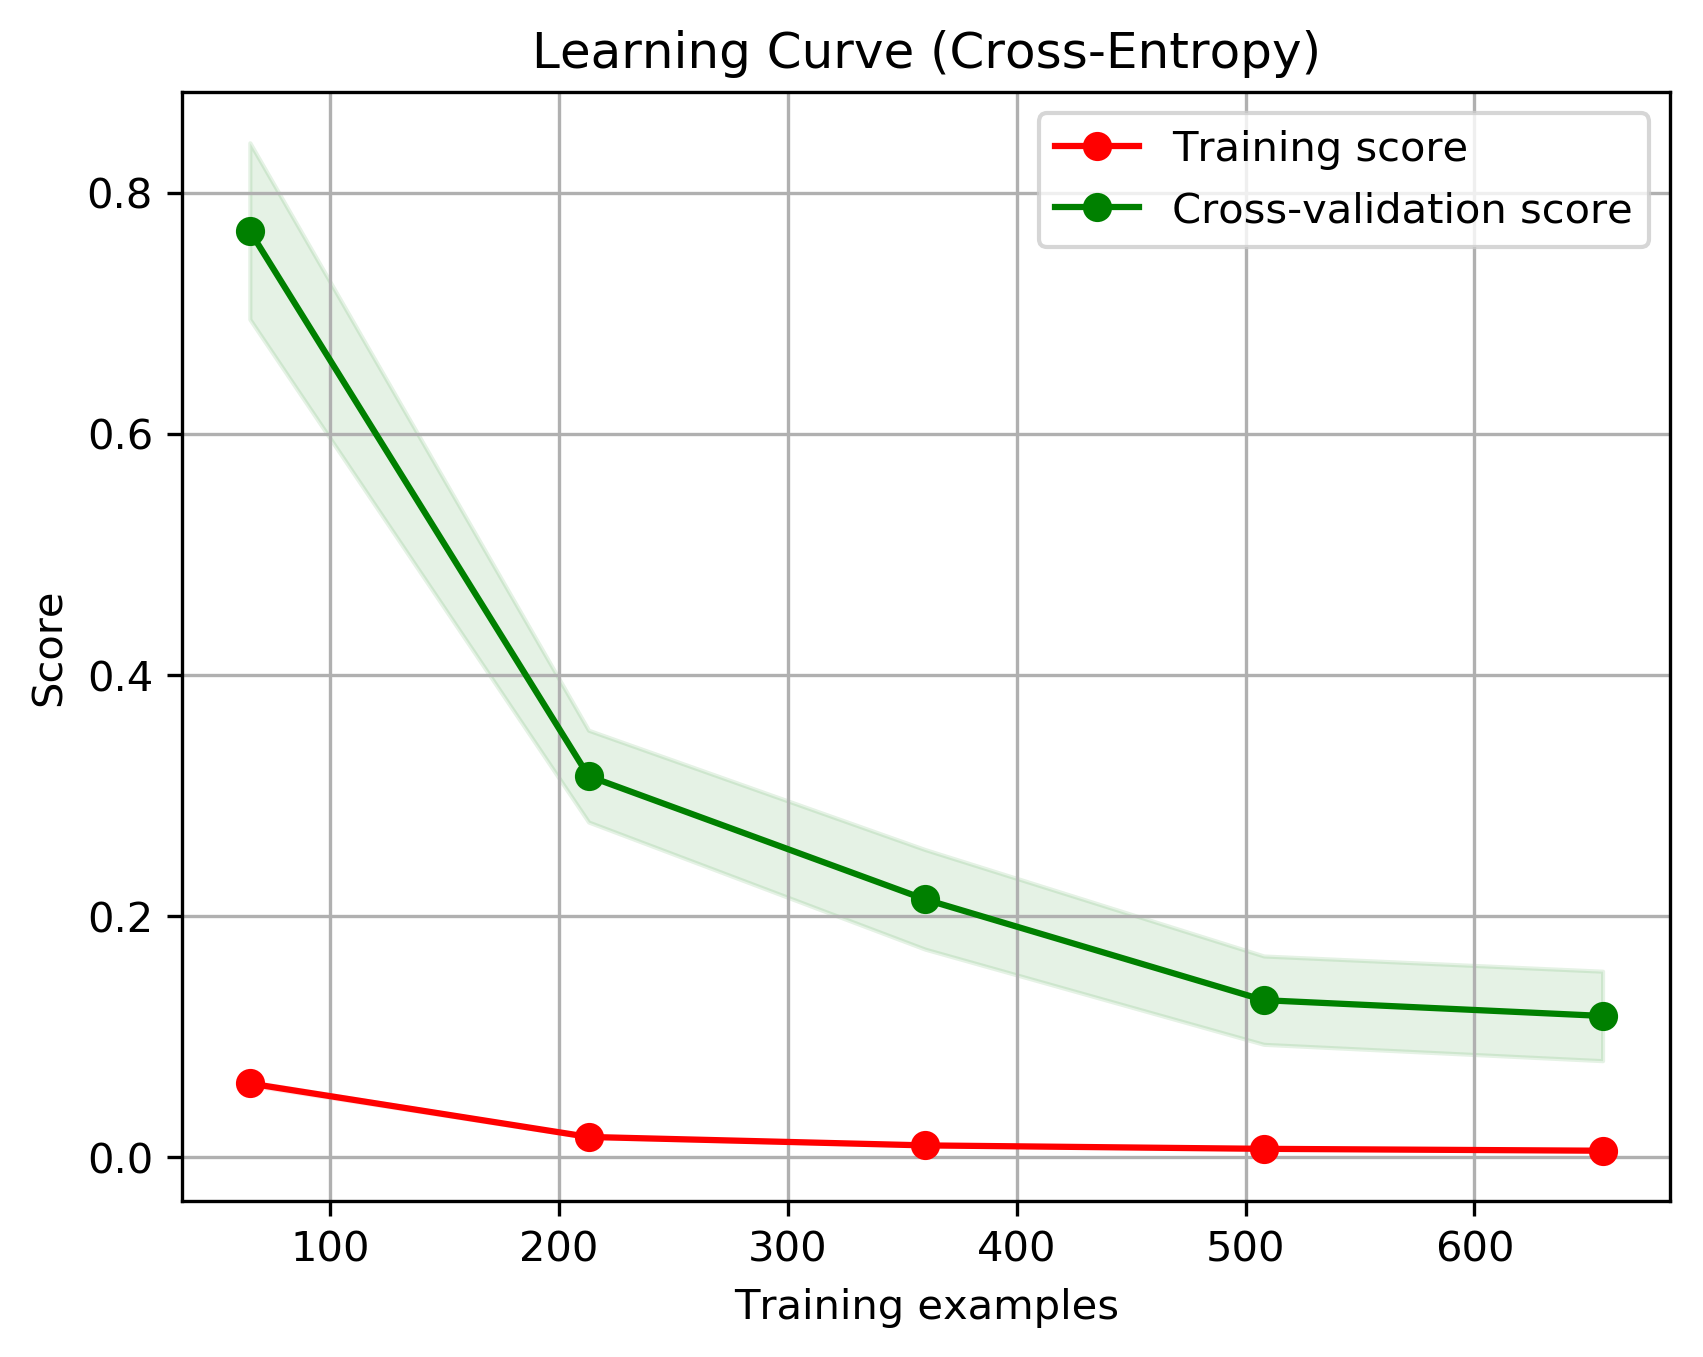 Learning Curve (Cross-Entropy)
Training score
Cross-validation score
0.8
0.6
0.4
0.2
0.0
Score
100 200 300 400 500 600
Training examples